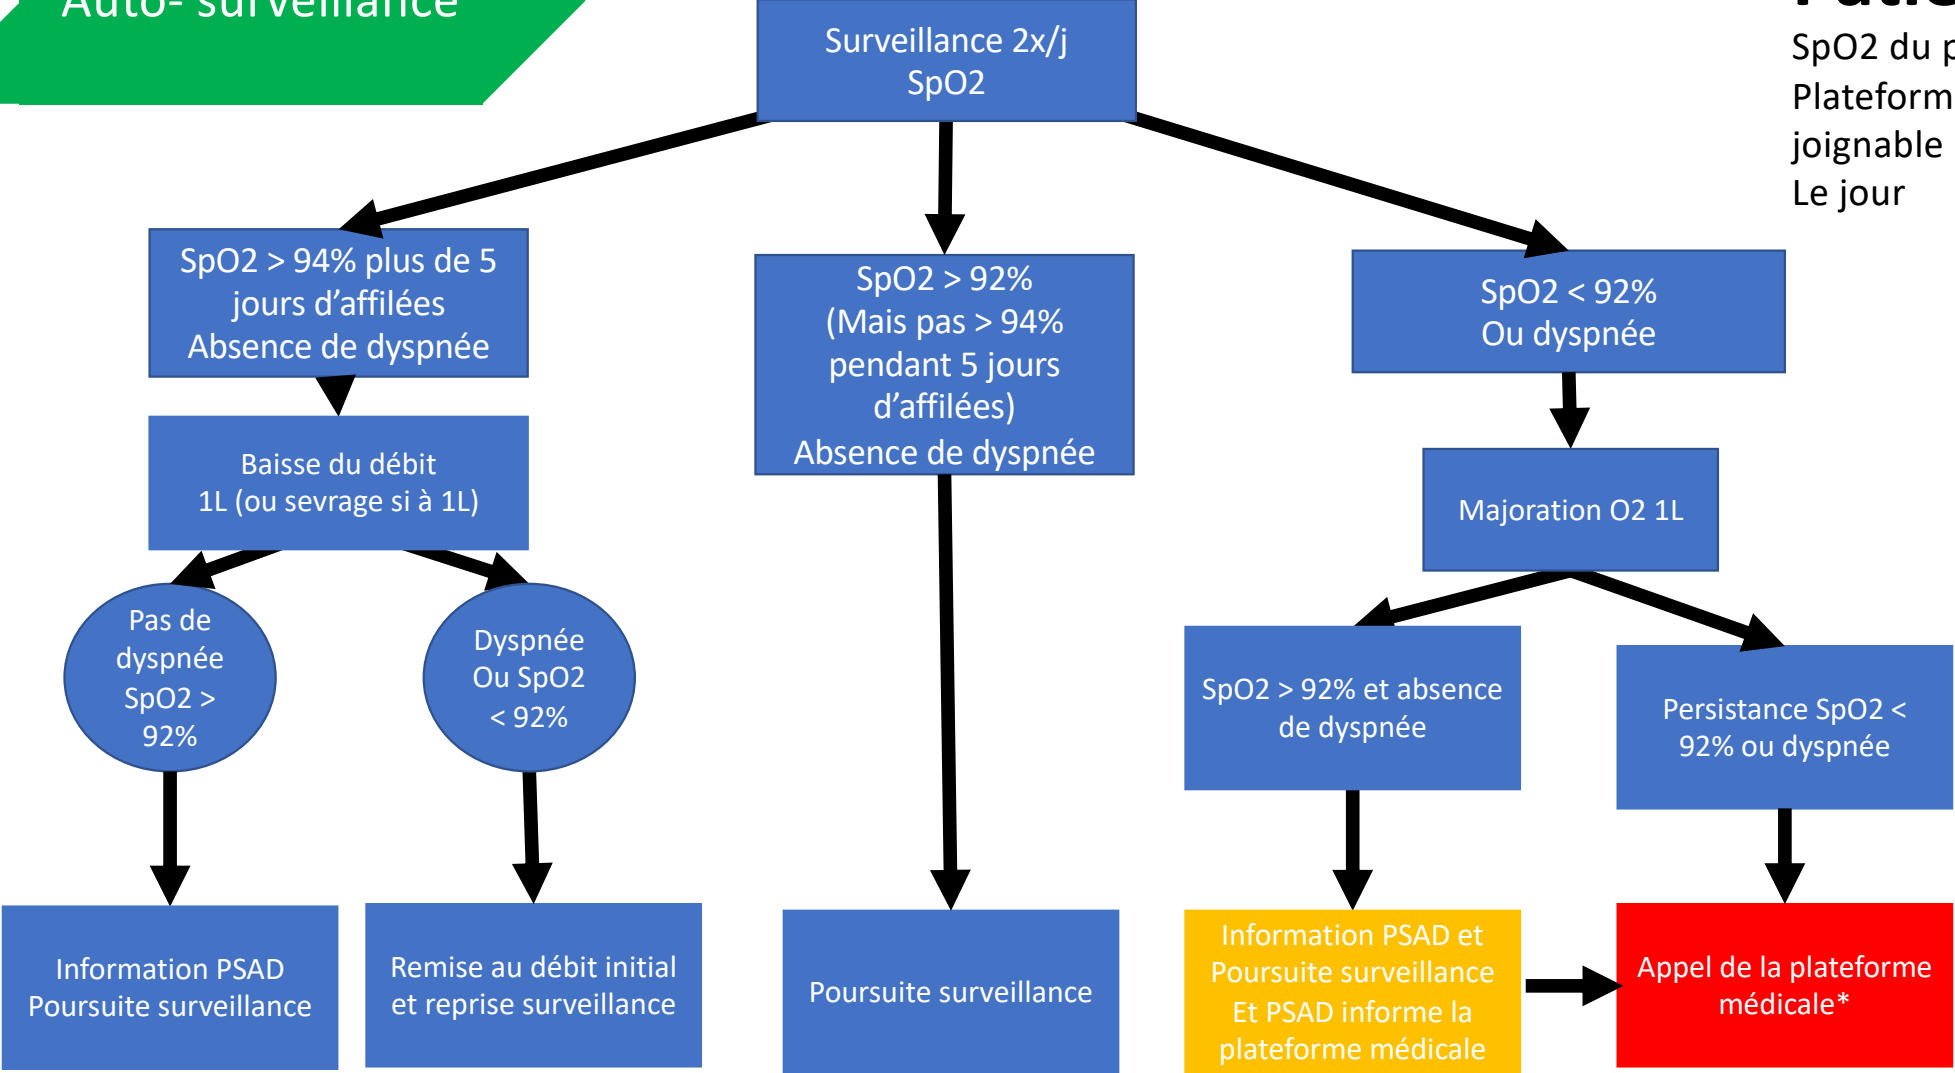 Auto- surveillance
Surveillance 2x/j
SpO2
SpO2 du
Plateform
joignable
Le jour
SpO2 > 94% plus de 5
jours d’affilées
Absence de dyspnée
SpO2 > 92%
(Mais pas > 94%
pendant 5 jours
d’affilées)
Absence de dyspnée
SpO2 < 92%
Ou dyspnée
Baisse du débit
1L (ou sevrage si à 1L)
Majoration O2 1L
Pas de
dyspnée
SpO2 >
92%
Dyspnée
Ou SpO2
< 92%
SpO2 > 92% et absence
de dyspnée
Persistance SpO2 <
92% ou dyspnée
Information PSAD
Poursuite surveillance
Remise au débit initial
et reprise surveillance
Poursuite surveillance
Information PSAD et
Poursuite surveillance
Et PSAD informe la
plateforme médicale
Appel de la plateforme
médicale*